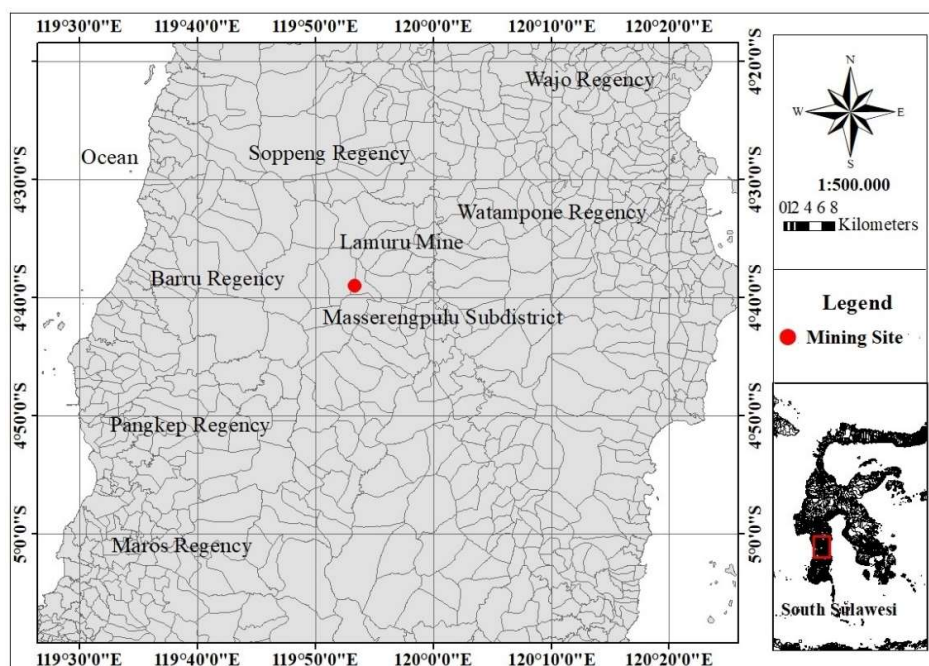 119°30'0"E 119°40'0"E 119°50'0"E 120°0'0"E 120°10'0"E 120°20'0"E
4°20'0"S
4°30'0"S
4°40'0"S
4°50'0"S
5°0'0"S
Wajo Regency
Ocean
Soppeng Regency
Watampone Regency
Lamuru Mine
Barru Regency
Masserengpulu Subdistrict
Pangkep Regency
Maros Regency
4°20'0"S
4°30'0"S
4°40'0"S
4°50'0"S
5°0'0"S
119°30'0"E 119°40'0"E 119°50'0"E 120°0'0"E 120°10'0"E 120°20'0"E
N
W E
S
1:500.000
012 4 6 8
Kilometers
Legend
Mining Site
South Sulawesi